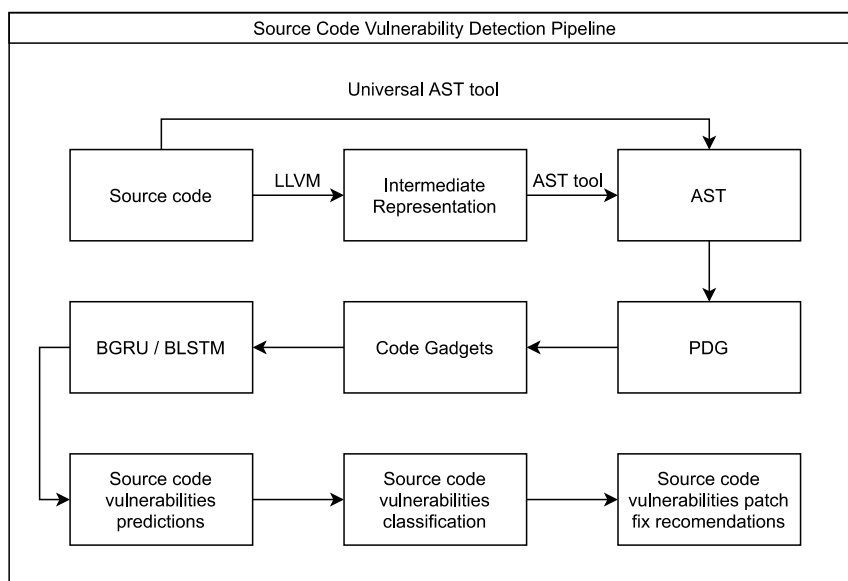 Source Code Vulnerability Detection Pipeline
Universal AST tool
Source code
LLVM
Intermediate
Representation
AST tool
AST
BGRU / BLSTM
Code Gadgets
PDG
Source code
vulnerabilities
predictions
Source code
vulnerabilities
classification
Source code
vulnerabilities patch
fix recomendations